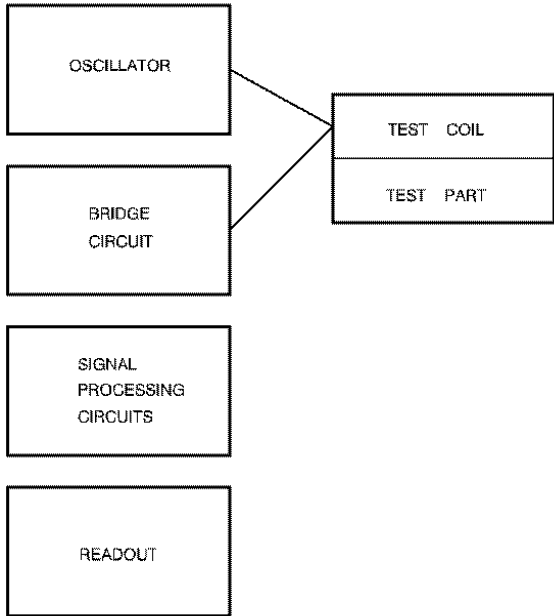 OSCILLATOR
TEST COIL
TEST PART
BRIDGE
CIRCUIT
SIGNAL
PROCESSING
CIRCUITS
READOUT